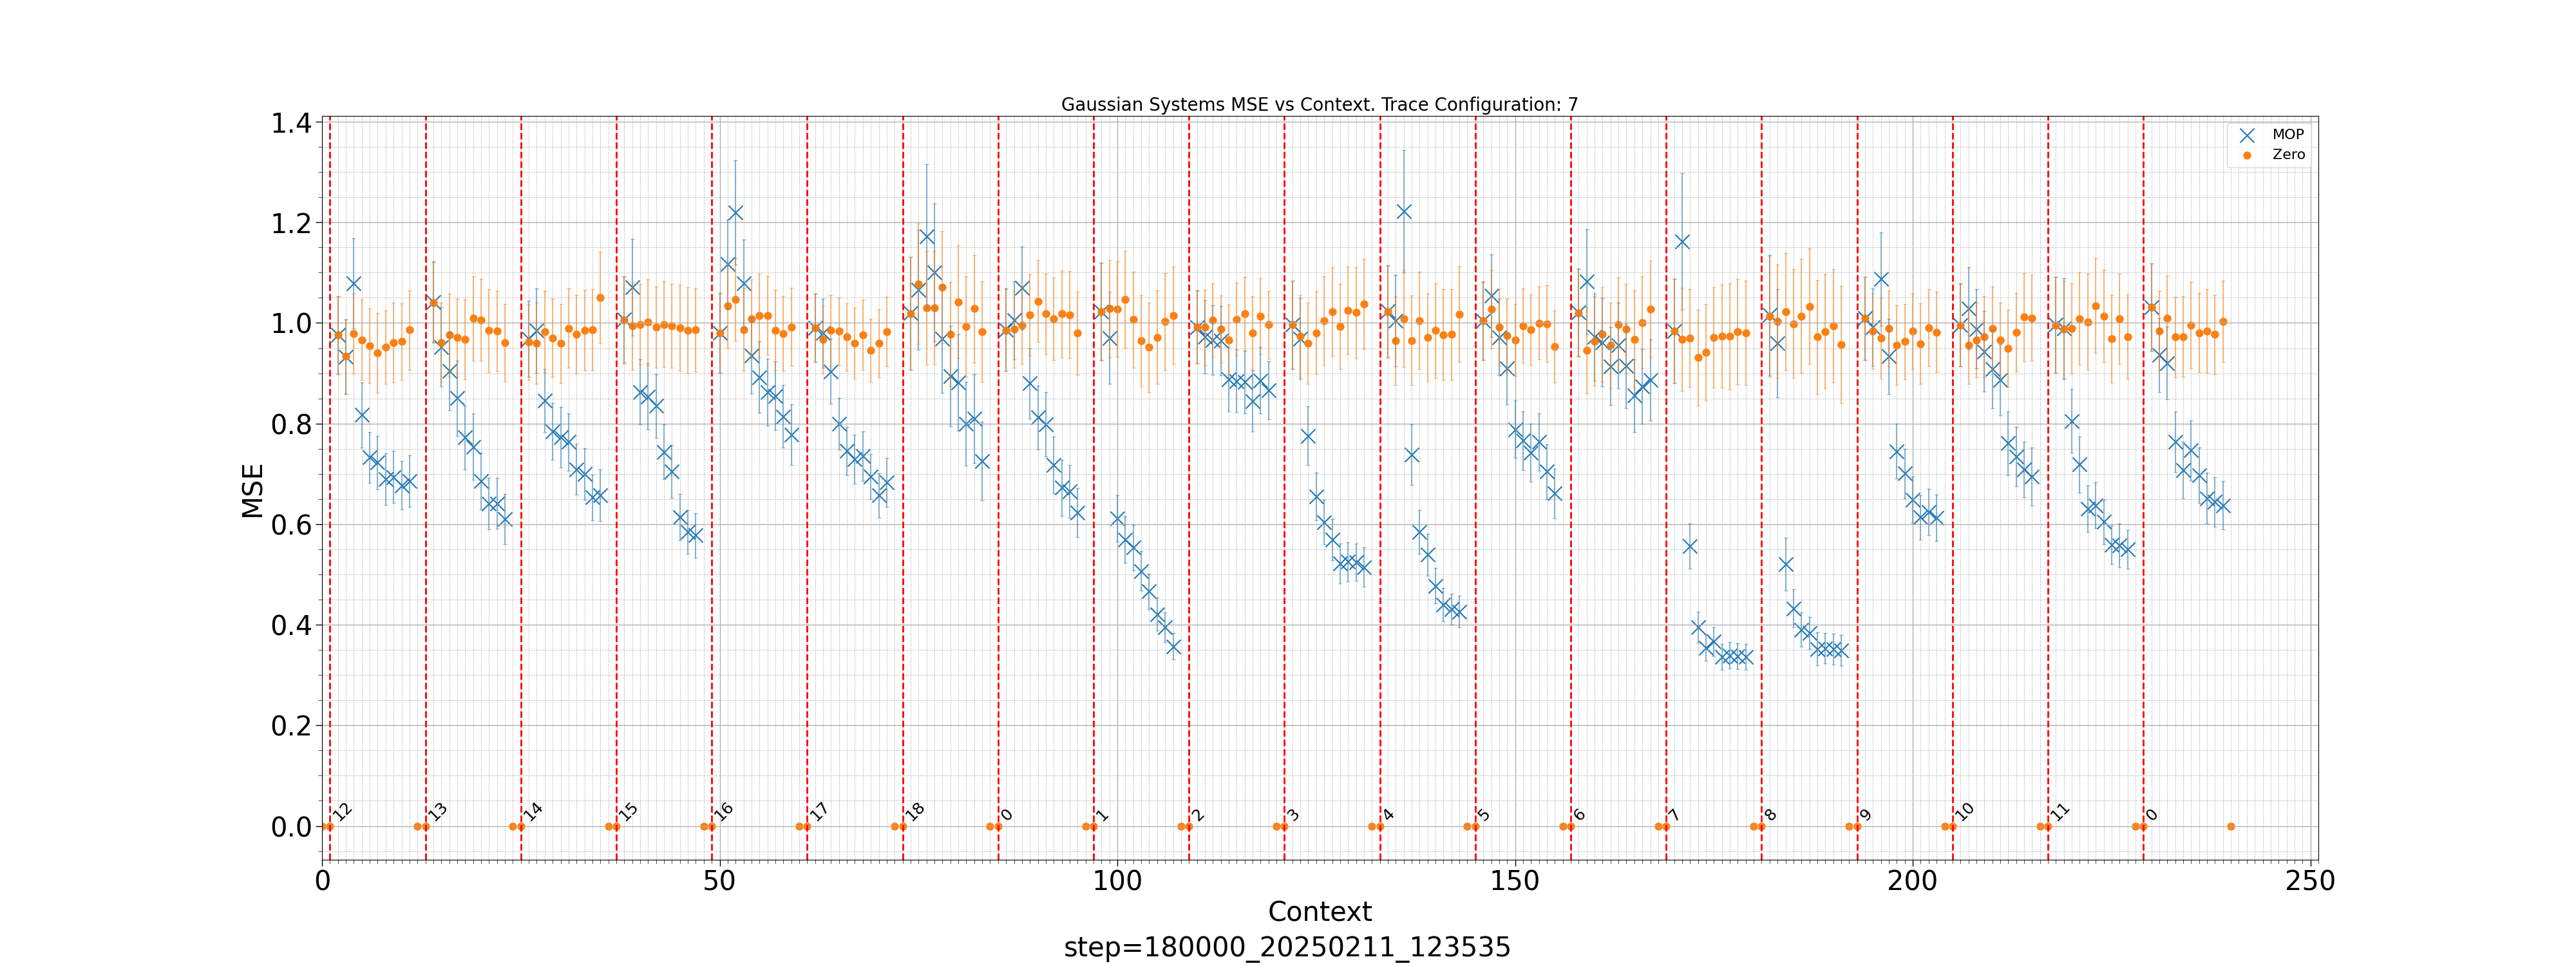 Gaussian Systems MSE vs Context. Trace Configuration: 7
MOP
Zero
MSE
1.4
1.2
1.0
0.8
0.6
0.4
0.2
0.0
12 13 14 15 16 17 18 0 1 2 3 4 5 6 7 8 9 10 11 0
0 50 100 150 200 250
Context
step=180000_20250211_123535